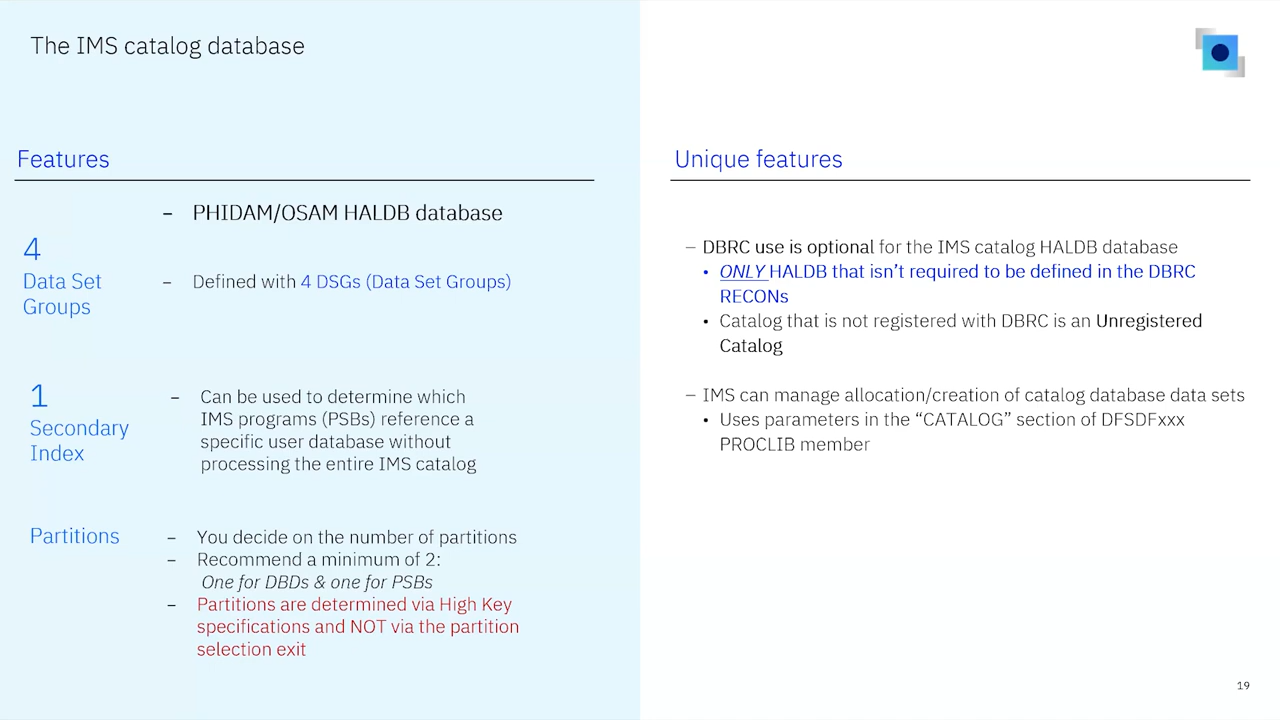 The IMS catalog database
Features
– PHIDAM/OSAM HALDB database
4
Data Set
Groups
– Defined with 4 DSGs (Data Set Groups)
1
Secondary
Index
– Can be used to determine which
IMS programs (PSBs) reference a
specific user database without
processing the entire IMS catalog
Partitions
– You decide on the number of partitions
– Recommend a minimum of 2:
One for DBDs & one for PSBs
– Partitions are determined via High Key
specifications and NOT via the partition
selection exit
Unique features
– DBRC use is optional for the IMS catalog HALDB database
• ONLY HALDB that isn’t required to be defined in the DBRC
RECONs
• Catalog that is not registered with DBRC is an Unregistered
Catalog
– IMS can manage allocation/creation of catalog database data sets
• Uses parameters in the “CATALOG” section of DFSDFxxx
PROCLIB member
19